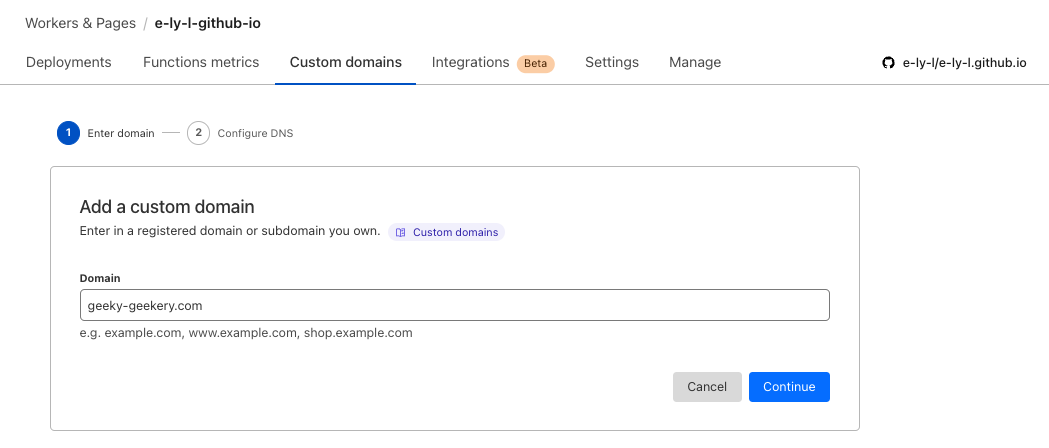 Workers & Pages / e-ly-l-github-io
Deployments Functions metrics Custom domains Integrations Beta Settings Manage e-ly-l/e-ly-l.github.io
1 Enter domain 2 Configure DNS
Add a custom domain
Enter in a registered domain or subdomain you own. Custom domains
Domain
geeky-geekery.com
e.g. example.com, www.example.com, shop.example.com
Cancel Continue